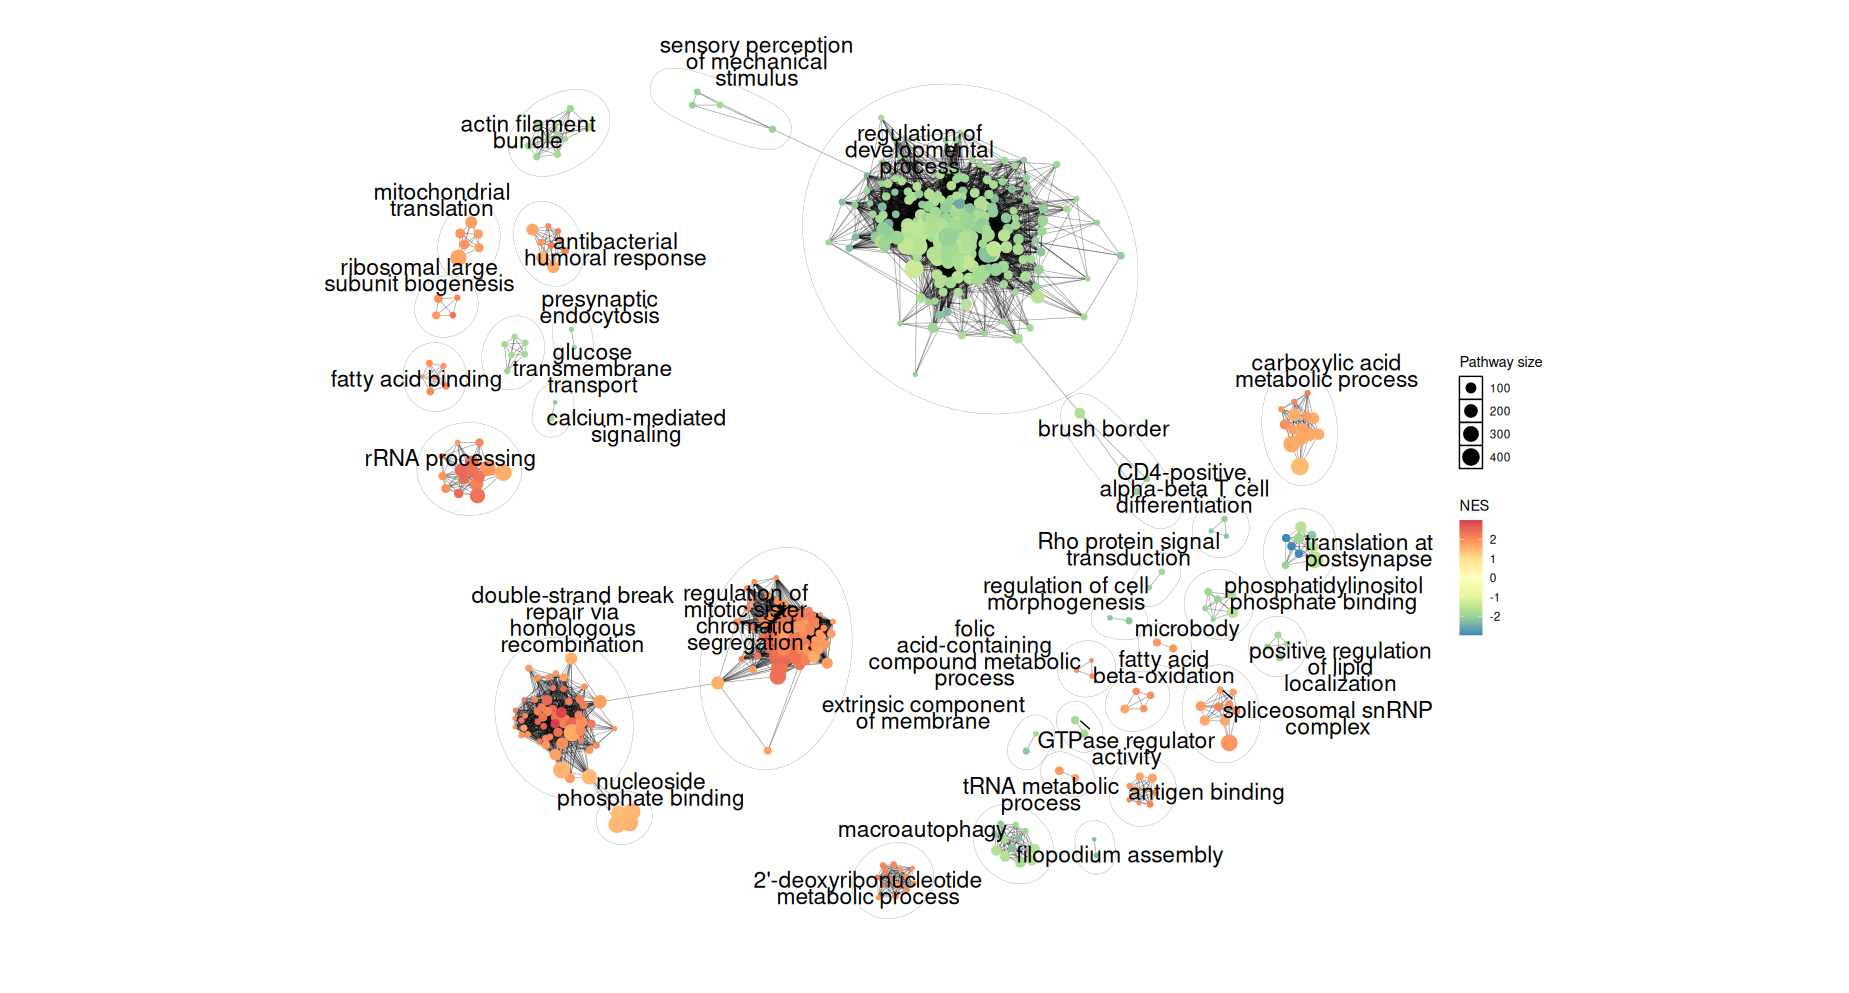 sensory perception
of mechanical
stimulus
actin filament
bundle
regulation of
developmental
process
mitochondrial
translation
antibacterial
humoral response
ribosomal large
subunit biogenesis
presynaptic
endocytosis
glucose
transmembrane
transport
fatty acid binding
calcium-mediated
signaling
rRNA processing
carboxylic acid
metabolic process
brush border
CD4-positive,
alpha-beta T cell
differentiation
Rho protein signal
transduction
translation at
postsynapse
regulation of cell
morphogenesis
phosphatidylinositol
phosphate binding
double-strand break
repair via
homologous
recombination
regulation of
mitotic sister
chromatid
segregation
folic
acid-containing
compound metabolic
process
microbody
fatty acid
beta-oxidation
positive regulation
of lipid
localization
extrinsic component
of membrane
spliceosomal snRNP
complex
GTPase regulator
activity
nucleoside
phosphate binding
tRNA metabolic
process
antigen binding
macroautophagy
filopodium assembly
2'-deoxyribonucleotide
metabolic process
Pathway size
100
200
300
400
NES
2
1
0
-1
-2